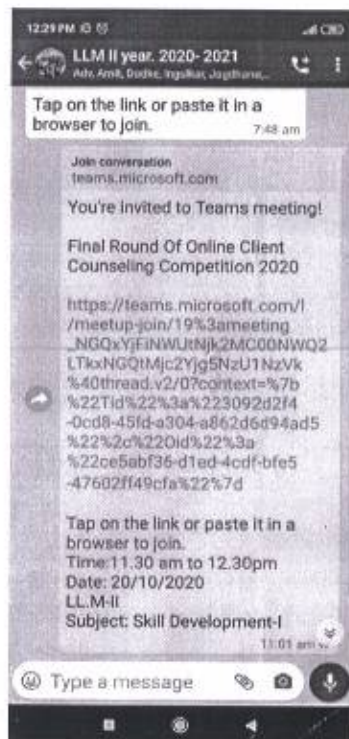 12:29 PM
LLM II year. 2020- 2021
Adv. Amit, Dodke, Ingalkar, Jagthane,...
Tap on the link or paste it in a
browser to join.
7:48 am
Join conversation
teams.microsoft.com
You're invited to Teams meeting!
Final Round Of Online Client
Counseling Competition 2020
https://teams.microsoft.com/l
/meetup-join/19%3ameeting
_NGQxYjFiNWUtNjk2MC00NWQ2
LTkxNGQtMjc2Yjg5NzU1NzVk
%40thread.v2/0?context=%7b
%22Tid%22%3a%223092d2f4
-0cd8-45fd-a304-a862d6d94ad5
%22%2c%22Oid%22%3a
%22ce5abf36-d1ed-4cdf-bfe5
-47602ff49cfa%22%7d
Tap on the link or paste it in a
browser to join.
Time:11.30 am to 12.30pm
Date: 20/10/2020
LL.M-II
Subject: Skill Development-I
11:01 am
Type a message